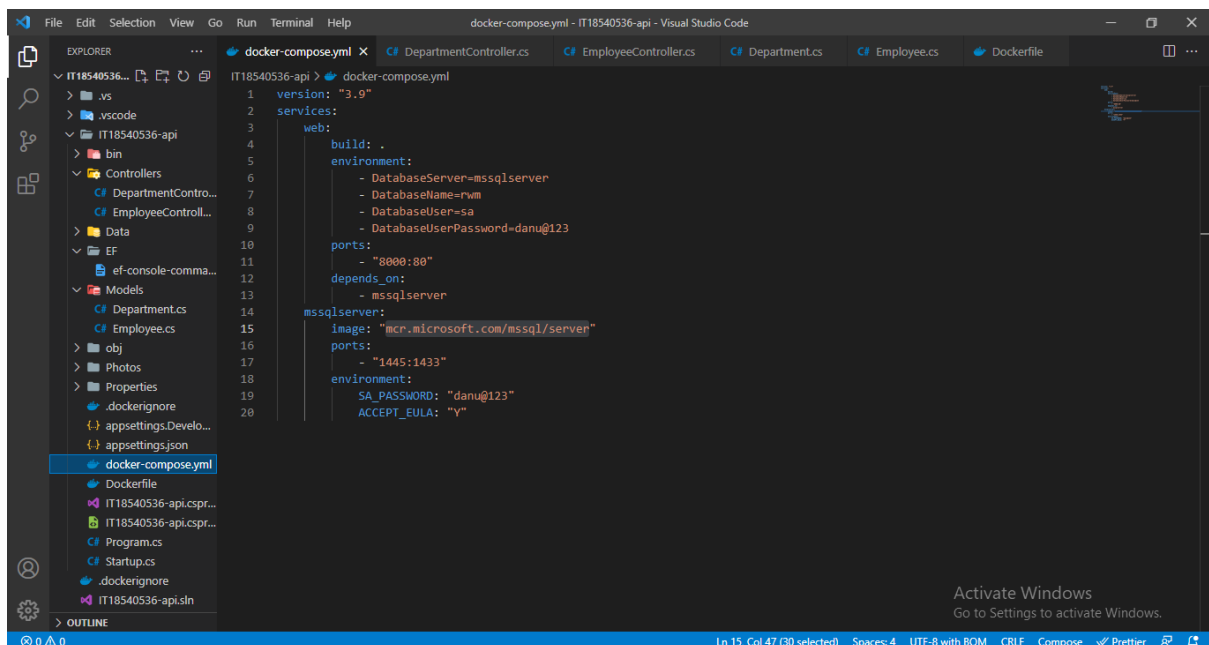 File Edit Selection View Go Run Terminal Help docker-compose.yml - IT18540536-api - Visual Studio Code
EXPLORER ...
docker-compose.yml DepartmentController.cs EmployeeController.cs Department.cs Employee.cs Dockerfile
IT18540536...
.vs
.vscode
IT18540536-api
bin
Controllers
DepartmentContro...
EmployeeControll...
Data
EF
ef-console-comma...
Models
Department.cs
Employee.cs
obj
Photos
Properties
.dockerignore
appsettings.Develo...
appsettings.json
docker-compose.yml
Dockerfile
IT18540536-api.cspr...
IT18540536-api.cspr...
Program.cs
Startup.cs
.dockerignore
IT18540536-api.sln
OUTLINE
IT18540536-api > docker-compose.yml
1 version: "3.9"
2 services:
3 web:
4 build: .
5 environment:
6 - DatabaseServer=mssqlserver
7 - DatabaseName=rwm
8 - DatabaseUser=sa
9 - DatabaseUserPassword=danu@123
10 ports:
11 - "8000:80"
12 depends_on:
13 - mssqlserver
14 mssqlserver:
15 image: "mcr.microsoft.com/mssql/server"
16 ports:
17 - "1445:1433"
18 environment:
19 SA_PASSWORD: "danu@123"
20 ACCEPT_EULA: "Y"
Activate Windows
Go to Settings to activate Windows.
0 0 Ln 15, Col 47 (30 selected) Spaces: 4 UTF-8 with BOM CRLF Compose Prettier